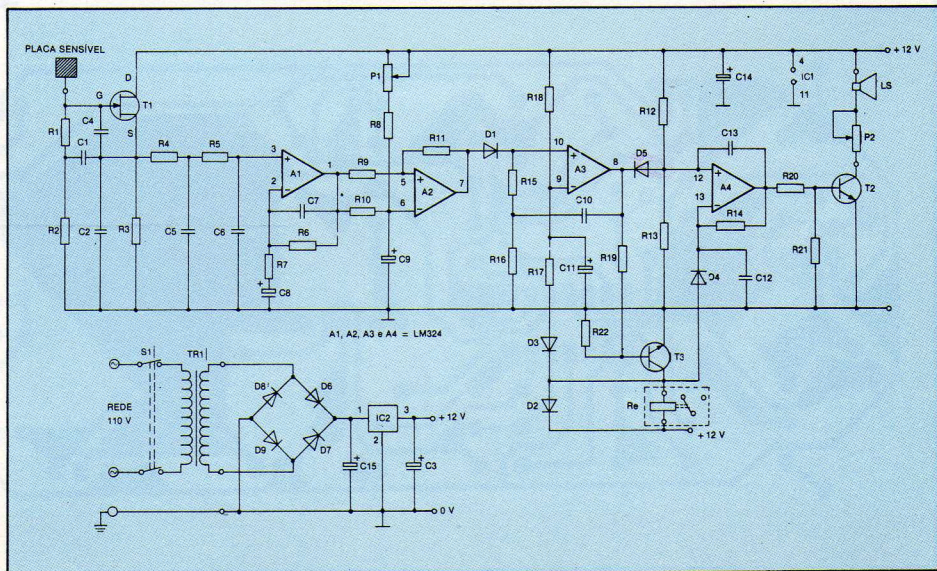 PLACA SENSÍVEL
D
G
T1
S
R1
C4
C1
R2
C2
R3
R4
R5
C5
C6
3
A1
1
2
C7
R6
R7
+
C8
P1
R8
R9
R10
R11
5
A2
7
6
+
C9
D1
R15
R16
R18
10
A3
8
9
C10
R17
+
C11
R19
R22
D3
D2
D5
R12
R13
12
A4
13
C13
R14
R20
R21
D4
C12
+
C14
4
IC1
11
+ 12 V
LS
P2
T2
T3
Re
+ 12 V
A1, A2, A3 e A4 = LM324
S1
TR1
REDE
110 V
D8
D6
D9
D7
1
IC2
3
2
+ 12 V
+
C15
+
C3
0 V